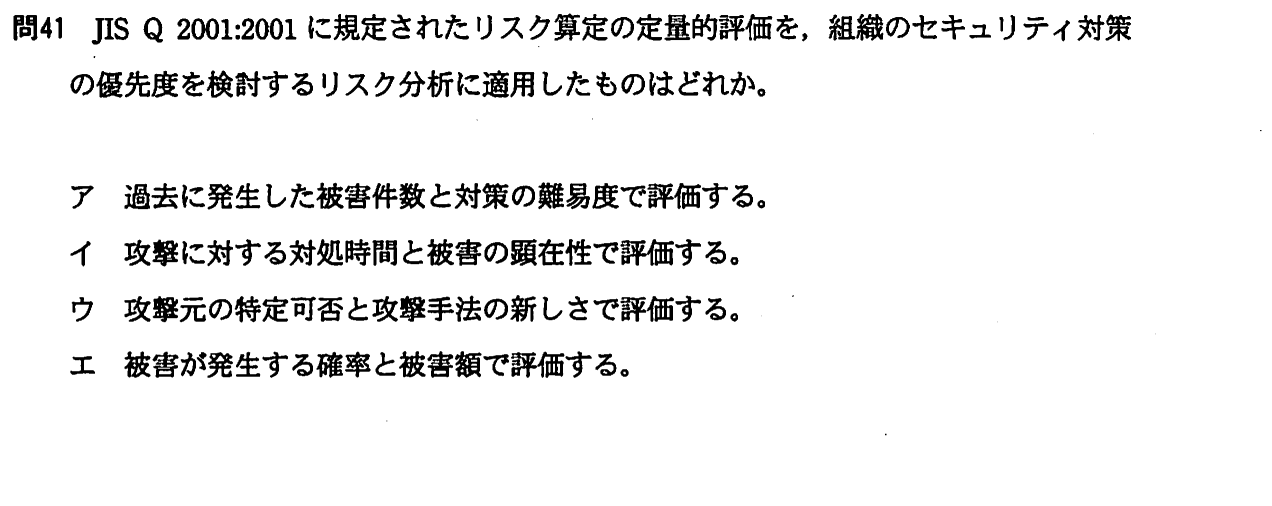 問41 JIS Q 2001:2001 に規定されたリスク算定の定量的評価を，組織のセキュリティ対策
の優先度を検討するリスク分析に適用したものはどれか。
ア 過去に発生した被害件数と対策の難易度で評価する。
イ 攻撃に対する対処時間と被害の顕在性で評価する。
ウ 攻撃元の特定可否と攻撃手法の新しさで評価する。
エ 被害が発生する確率と被害額で評価する。